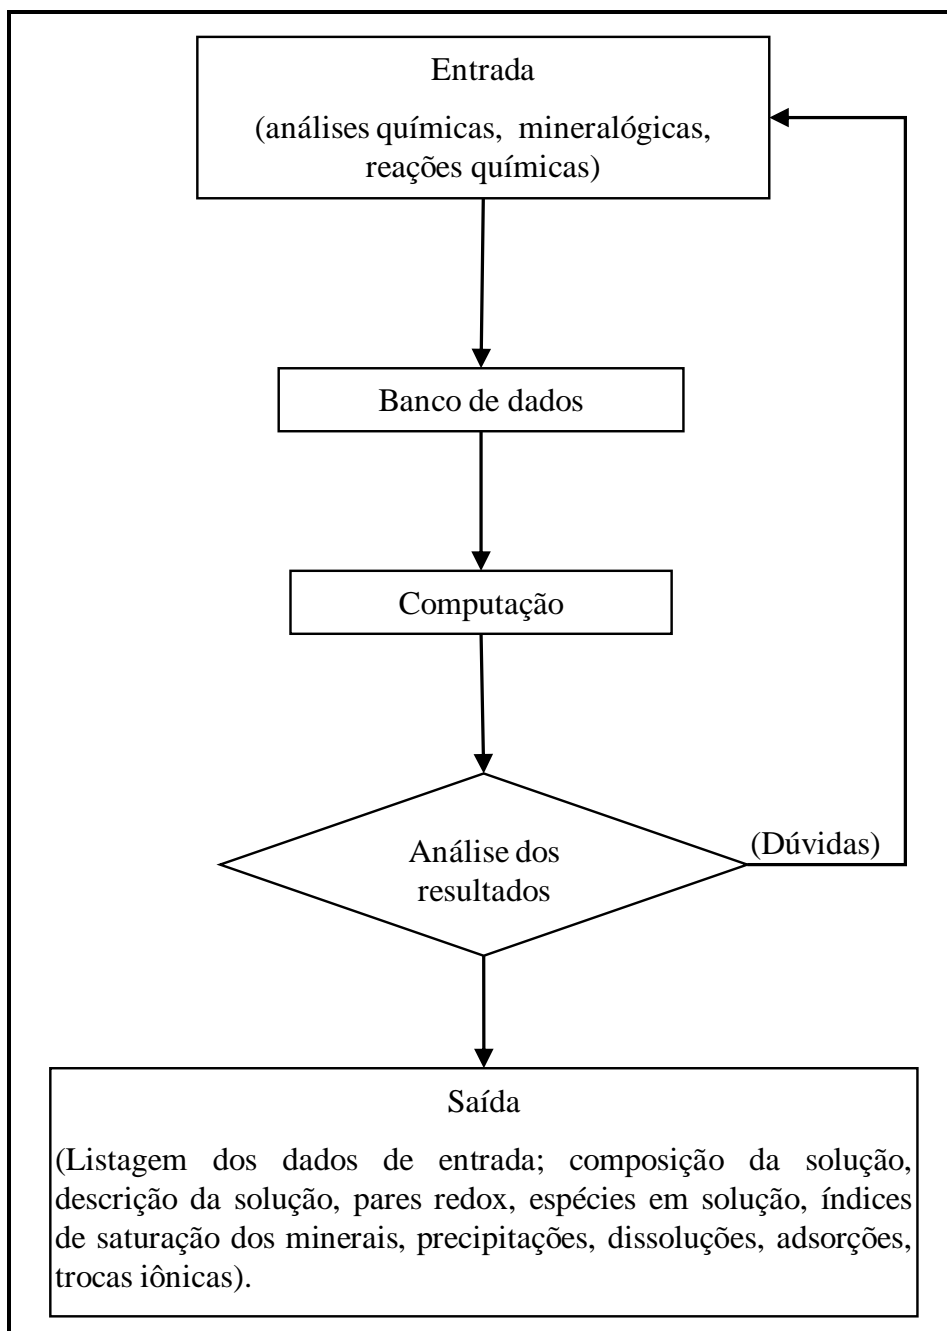 Entrada
(análises químicas, mineralógicas,
reações químicas)
Banco de dados
Computação
Análise dos
resultados
(Dúvidas)
Saída
(Listagem dos dados de entrada; composição da solução,
descrição da solução, pares redox, espécies em solução, índices
de saturação dos minerais, precipitações, dissoluções, adsorções,
trocas iônicas).